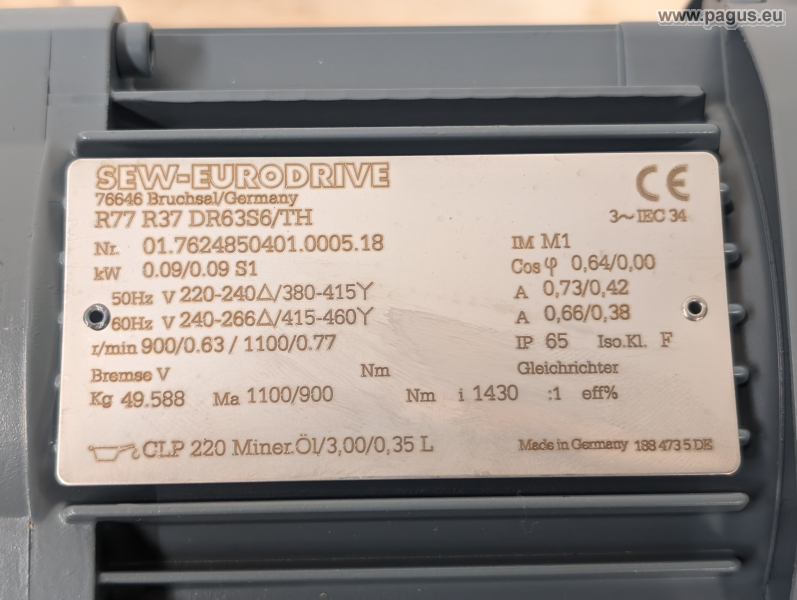 www.pagus.eu
SEW-EURODRIVE
76646 Bruchsal/Germany
R77 R37 DR63S6/TH
CE
3~IEC 34
Nr. 01.7624850401.0005.18 IM M1
kW 0.09/0.09 S1 Cos φ 0,64/0,00
50Hz V 220-240△/380-415Y A 0,73/0,42
60Hz V 240-266△/415-460Y A 0,66/0,38
r/min 900/0.63 / 1100/0.77 IP 65 Iso.Kl. F
Bremse V Nm Gleichrichter
Kg 49.588 Ma 1100/900 Nm i 1430 :1 eff%
CLP 220 Miner.Öl/3,00/0,35 L Made in Germany 188 473 5 DE